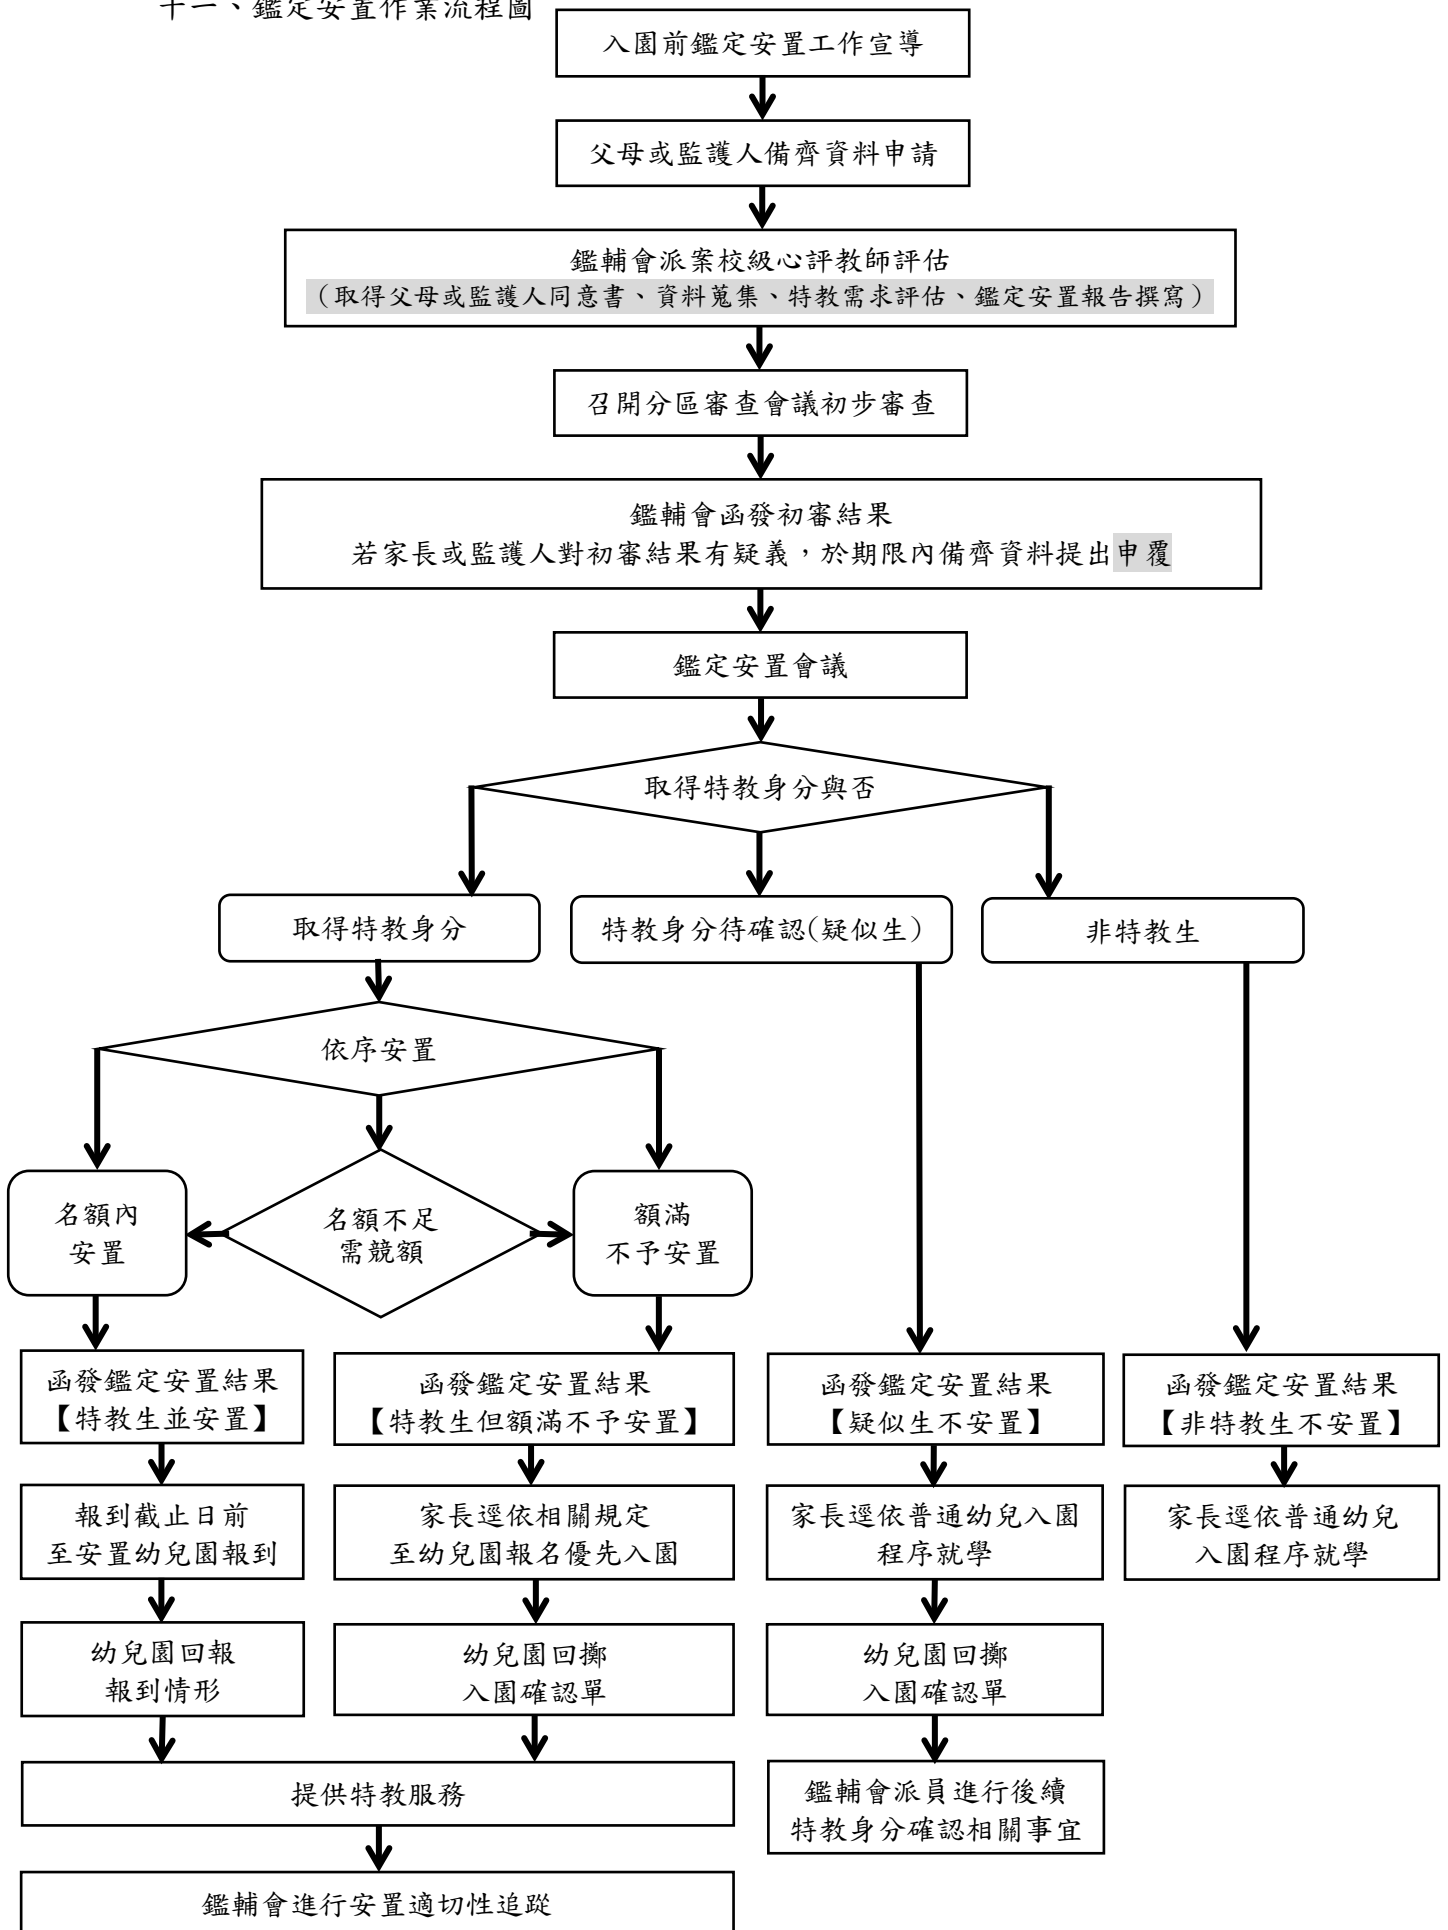 十一、鑑定安置作業流程圖
入園前鑑定安置工作宣導
父母或監護人備齊資料申請
鑑輔會派案校級心評教師評估
（取得父母或監護人同意書、資料蒐集、特教需求評估、鑑定安置報告撰寫）
召開分區審查會議初步審查
鑑輔會函發初審結果
若家長或監護人對初審結果有疑義，於期限內備齊資料提出申覆
鑑定安置會議
取得特教身分與否
取得特教身分
特教身分待確認(疑似生)
非特教生
依序安置
名額內
安置
名額不足
需競額
額滿
不予安置
函發鑑定安置結果
【特教生並安置】
函發鑑定安置結果
【特教生但額滿不予安置】
函發鑑定安置結果
【疑似生不安置】
函發鑑定安置結果
【非特教生不安置】
報到截止日前
至安置幼兒園報到
家長逕依相關規定
至幼兒園報名優先入園
家長逕依普通幼兒入園
程序就學
家長逕依普通幼兒
入園程序就學
幼兒園回報
報到情形
幼兒園回擲
入園確認單
幼兒園回擲
入園確認單
提供特教服務
鑑輔會派員進行後續
特教身分確認相關事宜
鑑輔會進行安置適切性追蹤